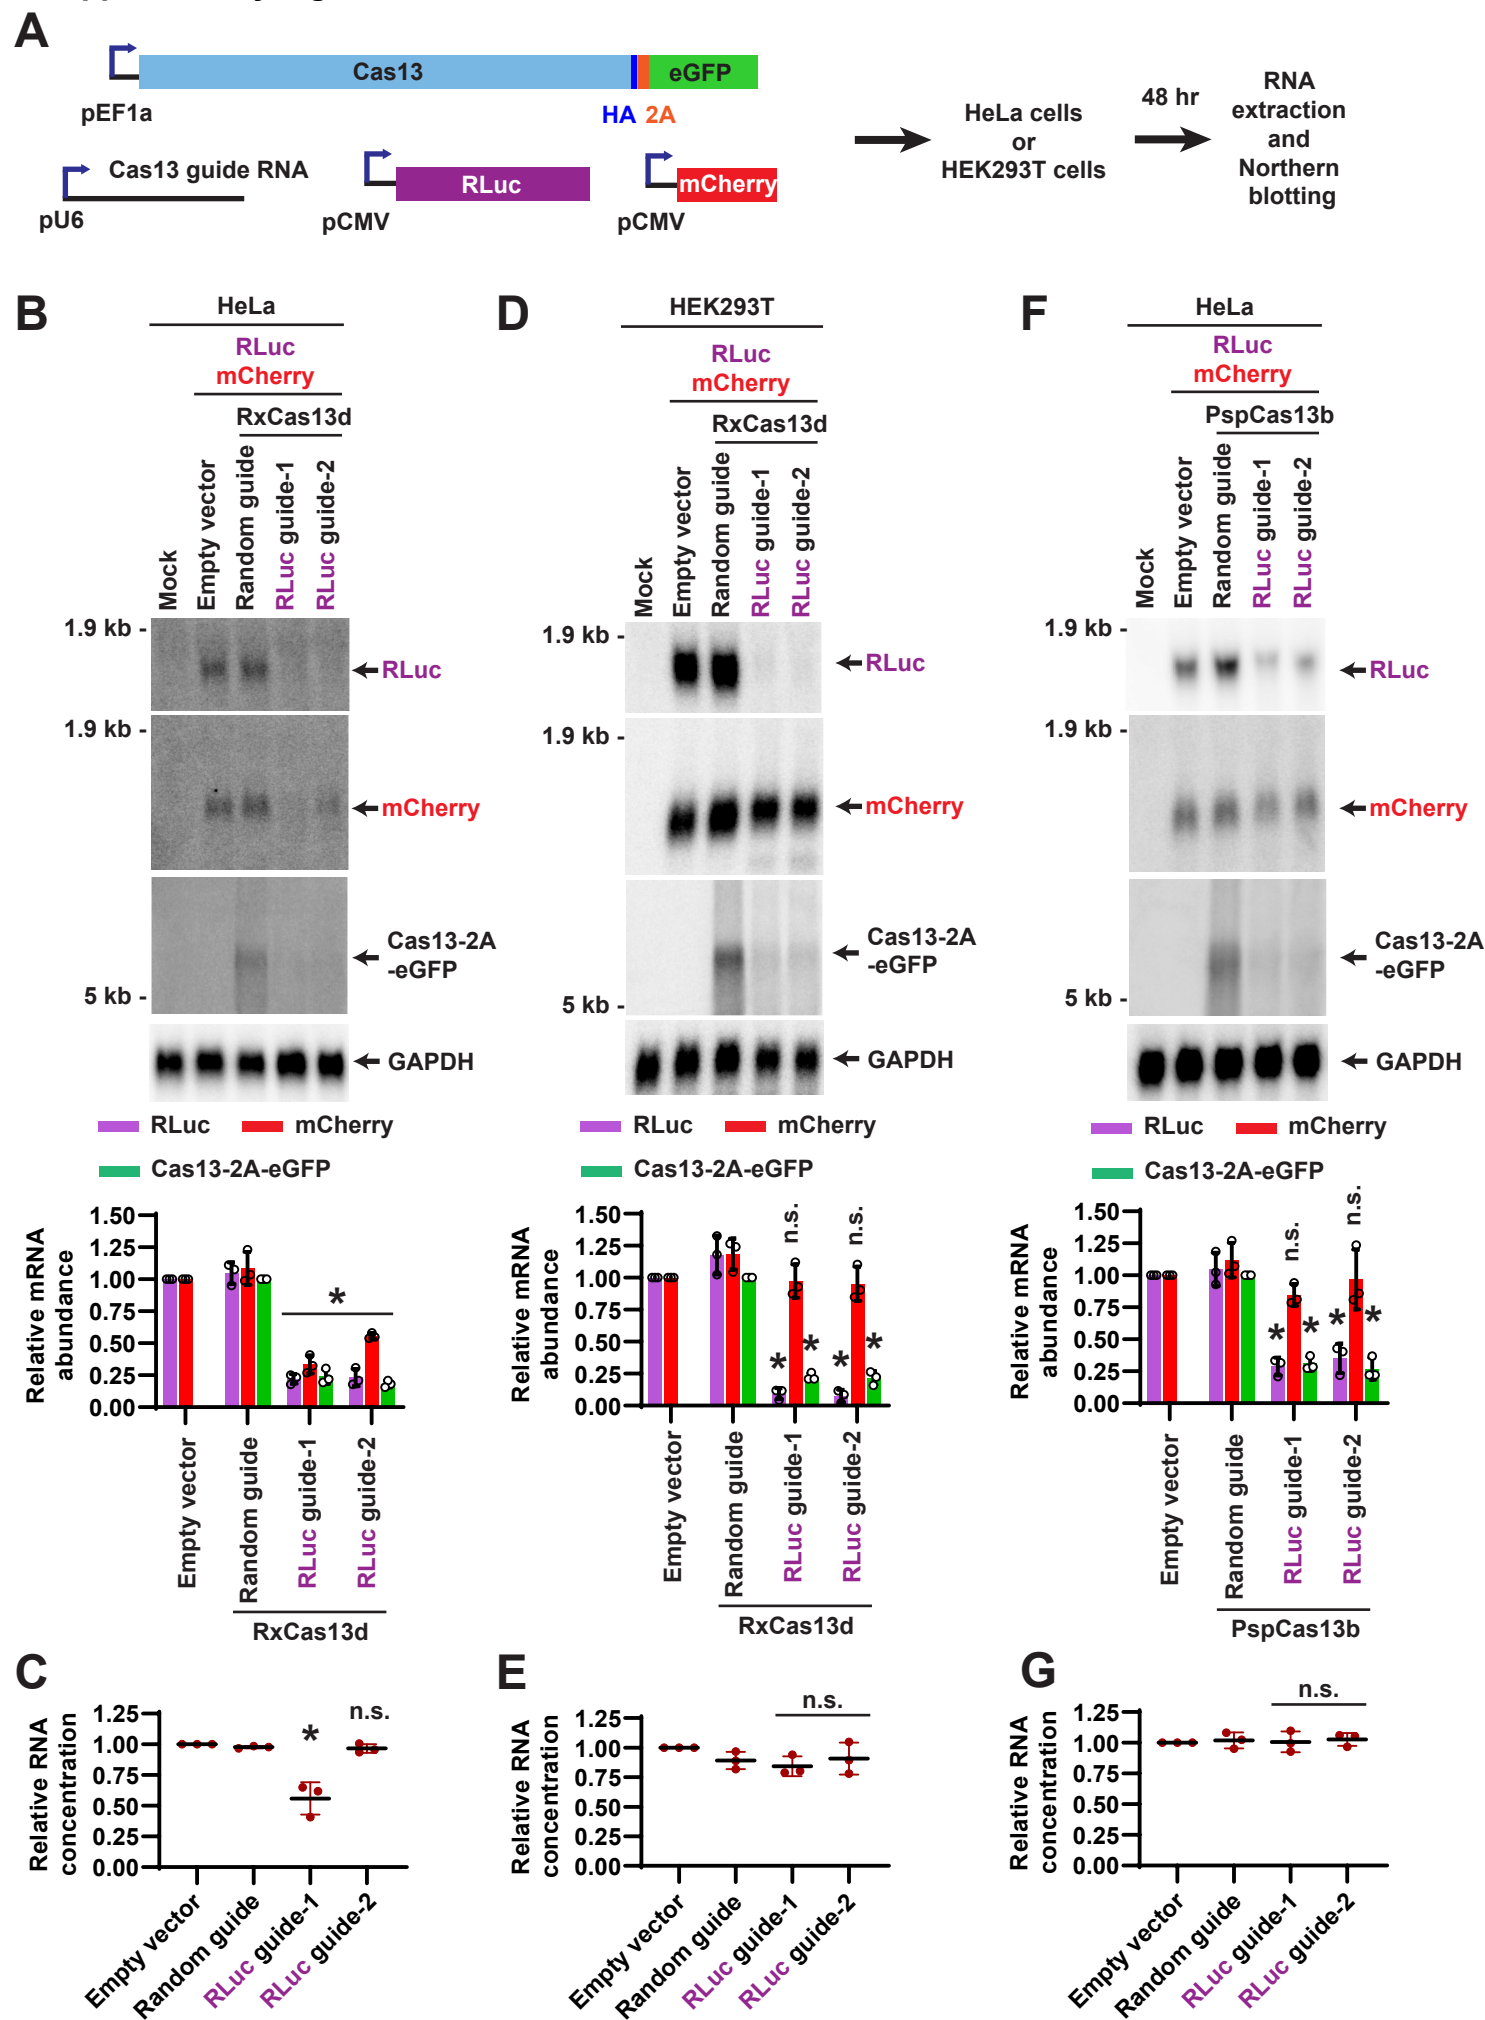 A
Cas13
eGFP
pEF1a
HA 2A
Cas13 guide RNA
pU6
RLuc
pCMV
mCherry
pCMV
HeLa cells
or
HEK293T cells
48 hr
RNA
extraction
and
Northern
blotting
B
HeLa
RLuc
mCherry
RxCas13d
Mock
Empty vector
Random guide
RLuc guide-1
RLuc guide-2
1.9 kb -
RLuc
1.9 kb -
mCherry
Cas13-2A
-eGFP
5 kb -
GAPDH
RLuc
mCherry
Cas13-2A-eGFP
Relative mRNA
abundance
1.50
1.25
1.00
0.75
0.50
0.25
0.00
*
Empty vector
Random guide
RLuc guide-1
RLuc guide-2
RxCas13d
C
Relative RNA
concentration
1.25
1.00
0.75
0.50
0.25
0.00
*
n.s.
Empty vector
Random guide
RLuc guide-1
RLuc guide-2
D
HEK293T
RLuc
mCherry
RxCas13d
Mock
Empty vector
Random guide
RLuc guide-1
RLuc guide-2
1.9 kb -
RLuc
1.9 kb -
mCherry
Cas13-2A
-eGFP
5 kb -
GAPDH
RLuc
mCherry
Cas13-2A-eGFP
Relative mRNA
abundance
1.50
1.25
1.00
0.75
0.50
0.25
0.00
*
n.s.
*
*
n.s.
*
Empty vector
Random guide
RLuc guide-1
RLuc guide-2
RxCas13d
E
Relative RNA
concentration
1.25
1.00
0.75
0.50
0.25
0.00
n.s.
Empty vector
Random guide
RLuc guide-1
RLuc guide-2
F
HeLa
RLuc
mCherry
PspCas13b
Mock
Empty vector
Random guide
RLuc guide-1
RLuc guide-2
1.9 kb -
RLuc
1.9 kb -
mCherry
Cas13-2A
-eGFP
5 kb -
GAPDH
RLuc
mCherry
Cas13-2A-eGFP
Relative mRNA
abundance
1.50
1.25
1.00
0.75
0.50
0.25
0.00
*
n.s.
*
*
n.s.
*
Empty vector
Random guide
RLuc guide-1
RLuc guide-2
PspCas13b
G
Relative RNA
concentration
1.25
1.00
0.75
0.50
0.25
0.00
n.s.
Empty vector
Random guide
RLuc guide-1
RLuc guide-2